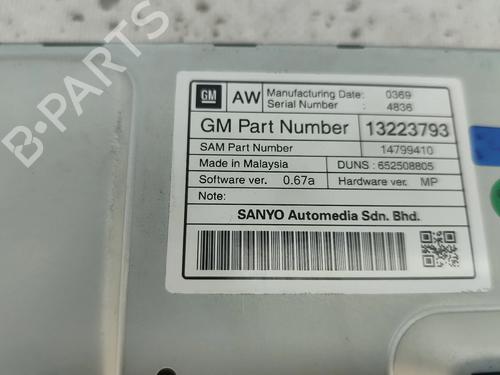 B-PARTS
GM AW Manufacturing Date: 0369
Serial Number : 4836
GM Part Number 13223793
SAM Part Number 14799410
Made in Malaysia DUNS : 652508805
Software ver. 0.67a Hardware ver. MP
Note:
SANYO Automedia Sdn. Bhd.